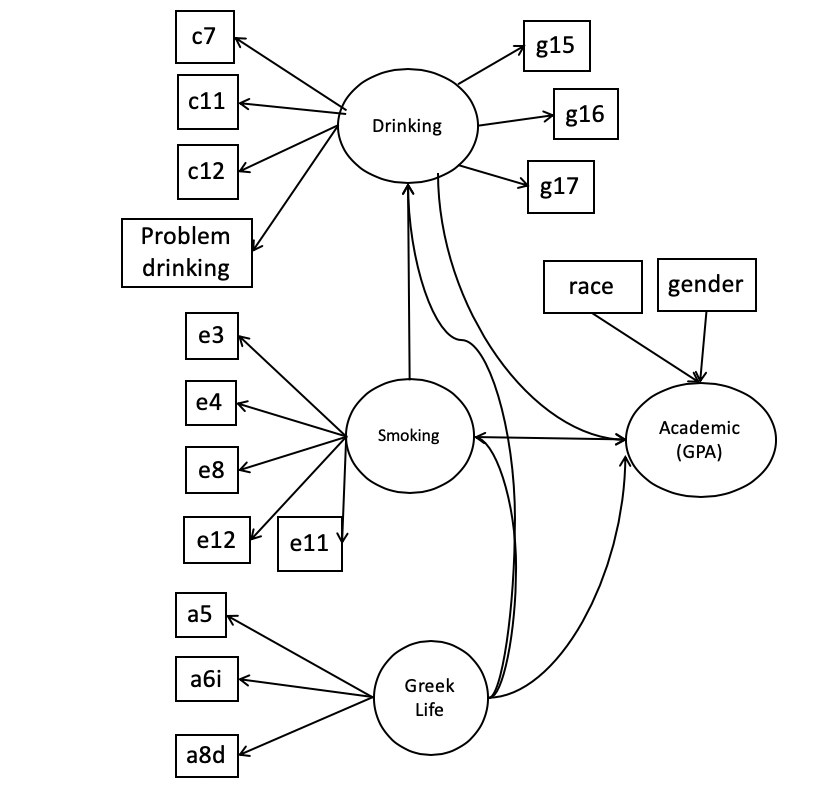 c7
g15
c11
g16
Drinking
c12
g17
Problem
drinking
race
gender
e3
e4
Smoking
Academic
(GPA)
e8
e12
e11
a5
a6i
Greek
Life
a8d